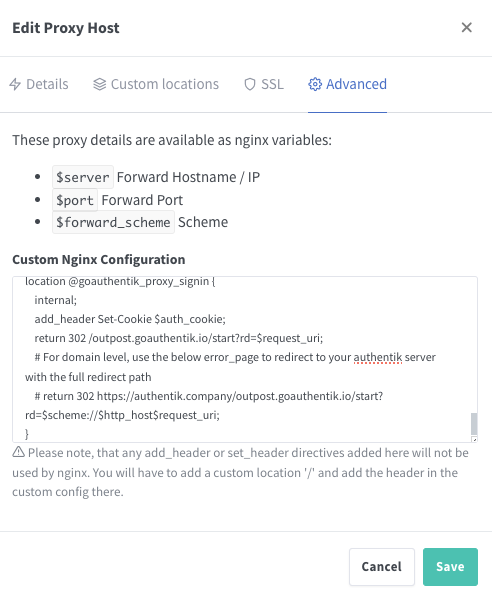 Edit Proxy Host
Details
Custom locations
SSL
Advanced
These proxy details are available as nginx variables:
$server Forward Hostname / IP
$port Forward Port
$forward_scheme Scheme
Custom Nginx Configuration
location @goauthentik_proxy_signin {
internal;
add_header Set-Cookie $auth_cookie;
return 302 /outpost.goauthentik.io/start?rd=$request_uri;
# For domain level, use the below error_page to redirect to your authentik server
with the full redirect path
# return 302 https://authentik.company/outpost.goauthentik.io/start?
rd=$scheme://$http_host$request_uri;
}
Please note, that any add_header or set_header directives added here will not be
used by nginx. You will have to add a custom location '/' and add the header in the
custom config there.
Cancel
Save